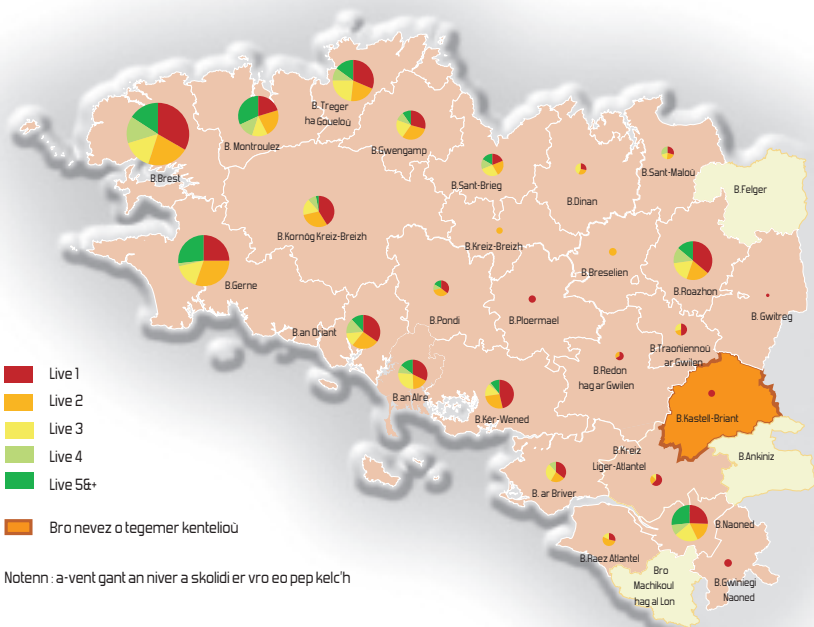 B. Treger
ha Goueloù
B. Montroulez
B.Gwengamp
B.Brest
B.Sant-Brieg
B.Dinan
B.Sant-Maloù
B.Felger
B.Kornôg Kreiz-Breizh
B.Kreiz-Breizh
B.Breselien
B.Roazhon
B.Gerne
B.Pondi
B.Ploermael
B. Gwitreg
B.an Oriant
B.Traoñiennoù
ar Gwilen
B.Redon
hag ar Gwilen
B.an Alre
B.Ker-Wened
B.Kastell-Briant
B.Kreiz
Liger-Atlantel
B.Ankiniz
B. ar Briver
B.Naoned
B.Raez Atlantel
Bro
Machikoul
hag al Lon
B.Gwiniegi
Naoned
Live 1
Live 2
Live 3
Live 4
Live 5&+
Bro nevez o tegemer kentelioù
Notenn : a-vent gant an niver a skolidi er vro eo pep kelc'h